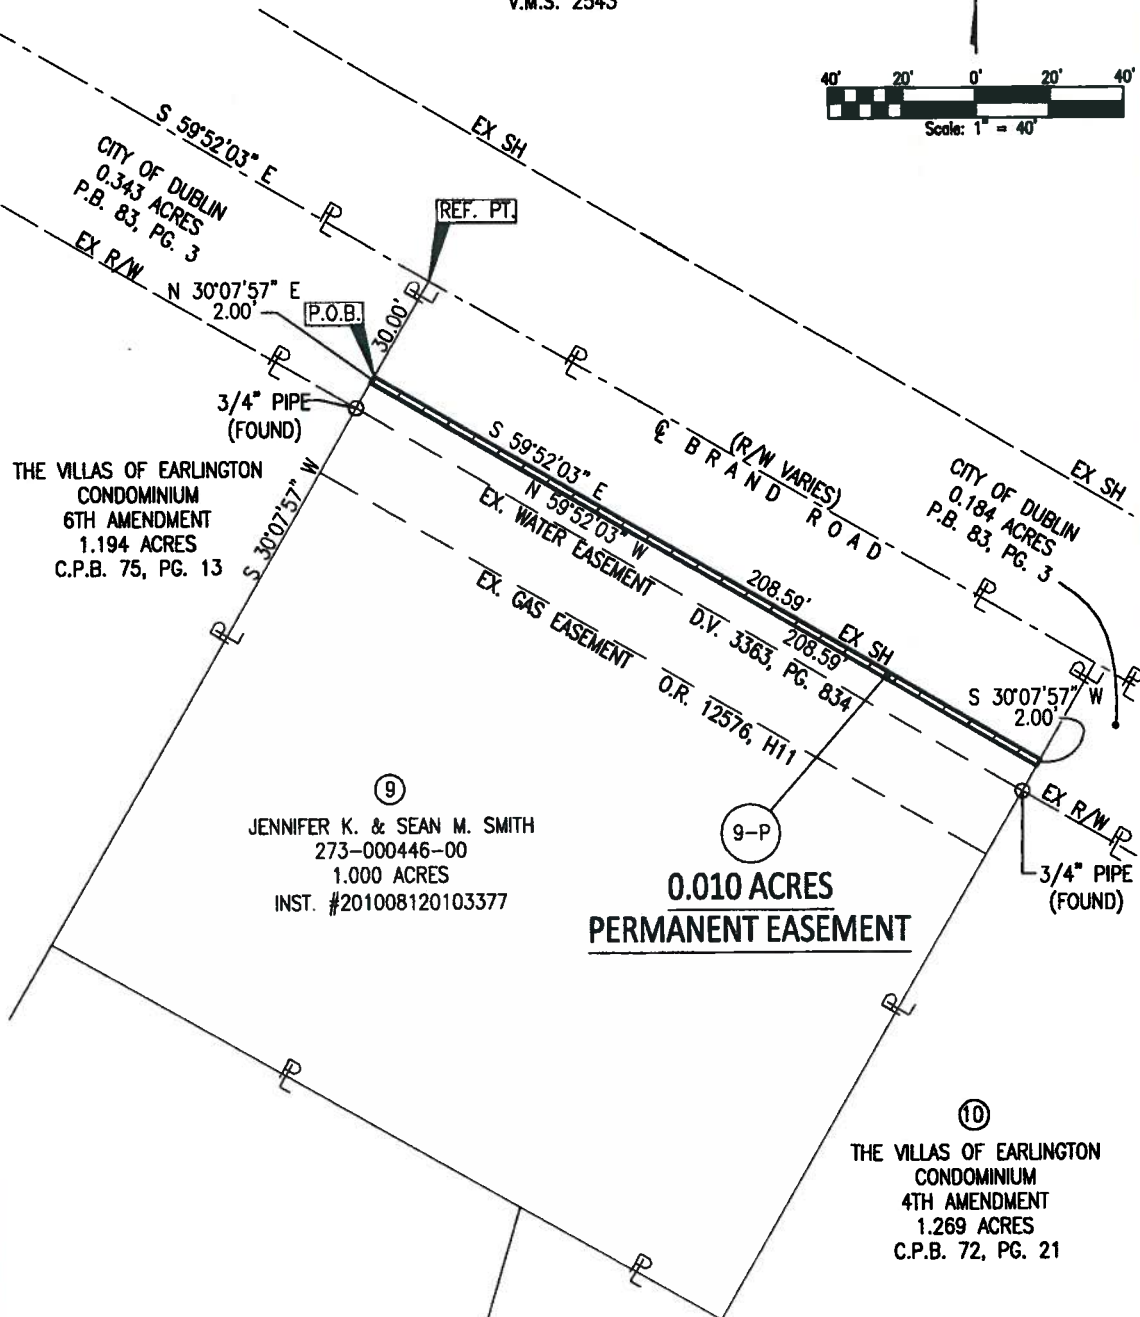 V.M.S. 2543
40' 20' 0' 20' 40'
Scale: 1" = 40'
S 59°52'03" E
EX SH
CITY OF DUBLIN
0.343 ACRES
P.B. 83, PG. 3
EX R/W
REF. PT.
N 30°07'57" E
2.00'
P.O.B.
30.00'
3/4" PIPE
(FOUND)
THE VILLAS OF EARLINGTON
CONDOMINIUM
6TH AMENDMENT
1.194 ACRES
C.P.B. 75, PG. 13
S 30°07'57" W
S 59°52'03" E
N 59°52'03" W
EX. WATER EASEMENT D.V. 3363, PG. 834
EX. GAS EASEMENT O.R. 12576, H11
208.59'
208.59'
EX SH
(R/W VARIES)
℄ BRAND ROAD
EX SH
CITY OF DUBLIN
0.184 ACRES
P.B. 83, PG. 3
S 30°07'57" W
2.00'
EX R/W
3/4" PIPE
(FOUND)
9
JENNIFER K. & SEAN M. SMITH
273-000446-00
1.000 ACRES
INST. #201008120103377
9-P
0.010 ACRES
PERMANENT EASEMENT
10
THE VILLAS OF EARLINGTON
CONDOMINIUM
4TH AMENDMENT
1.269 ACRES
C.P.B. 72, PG. 21